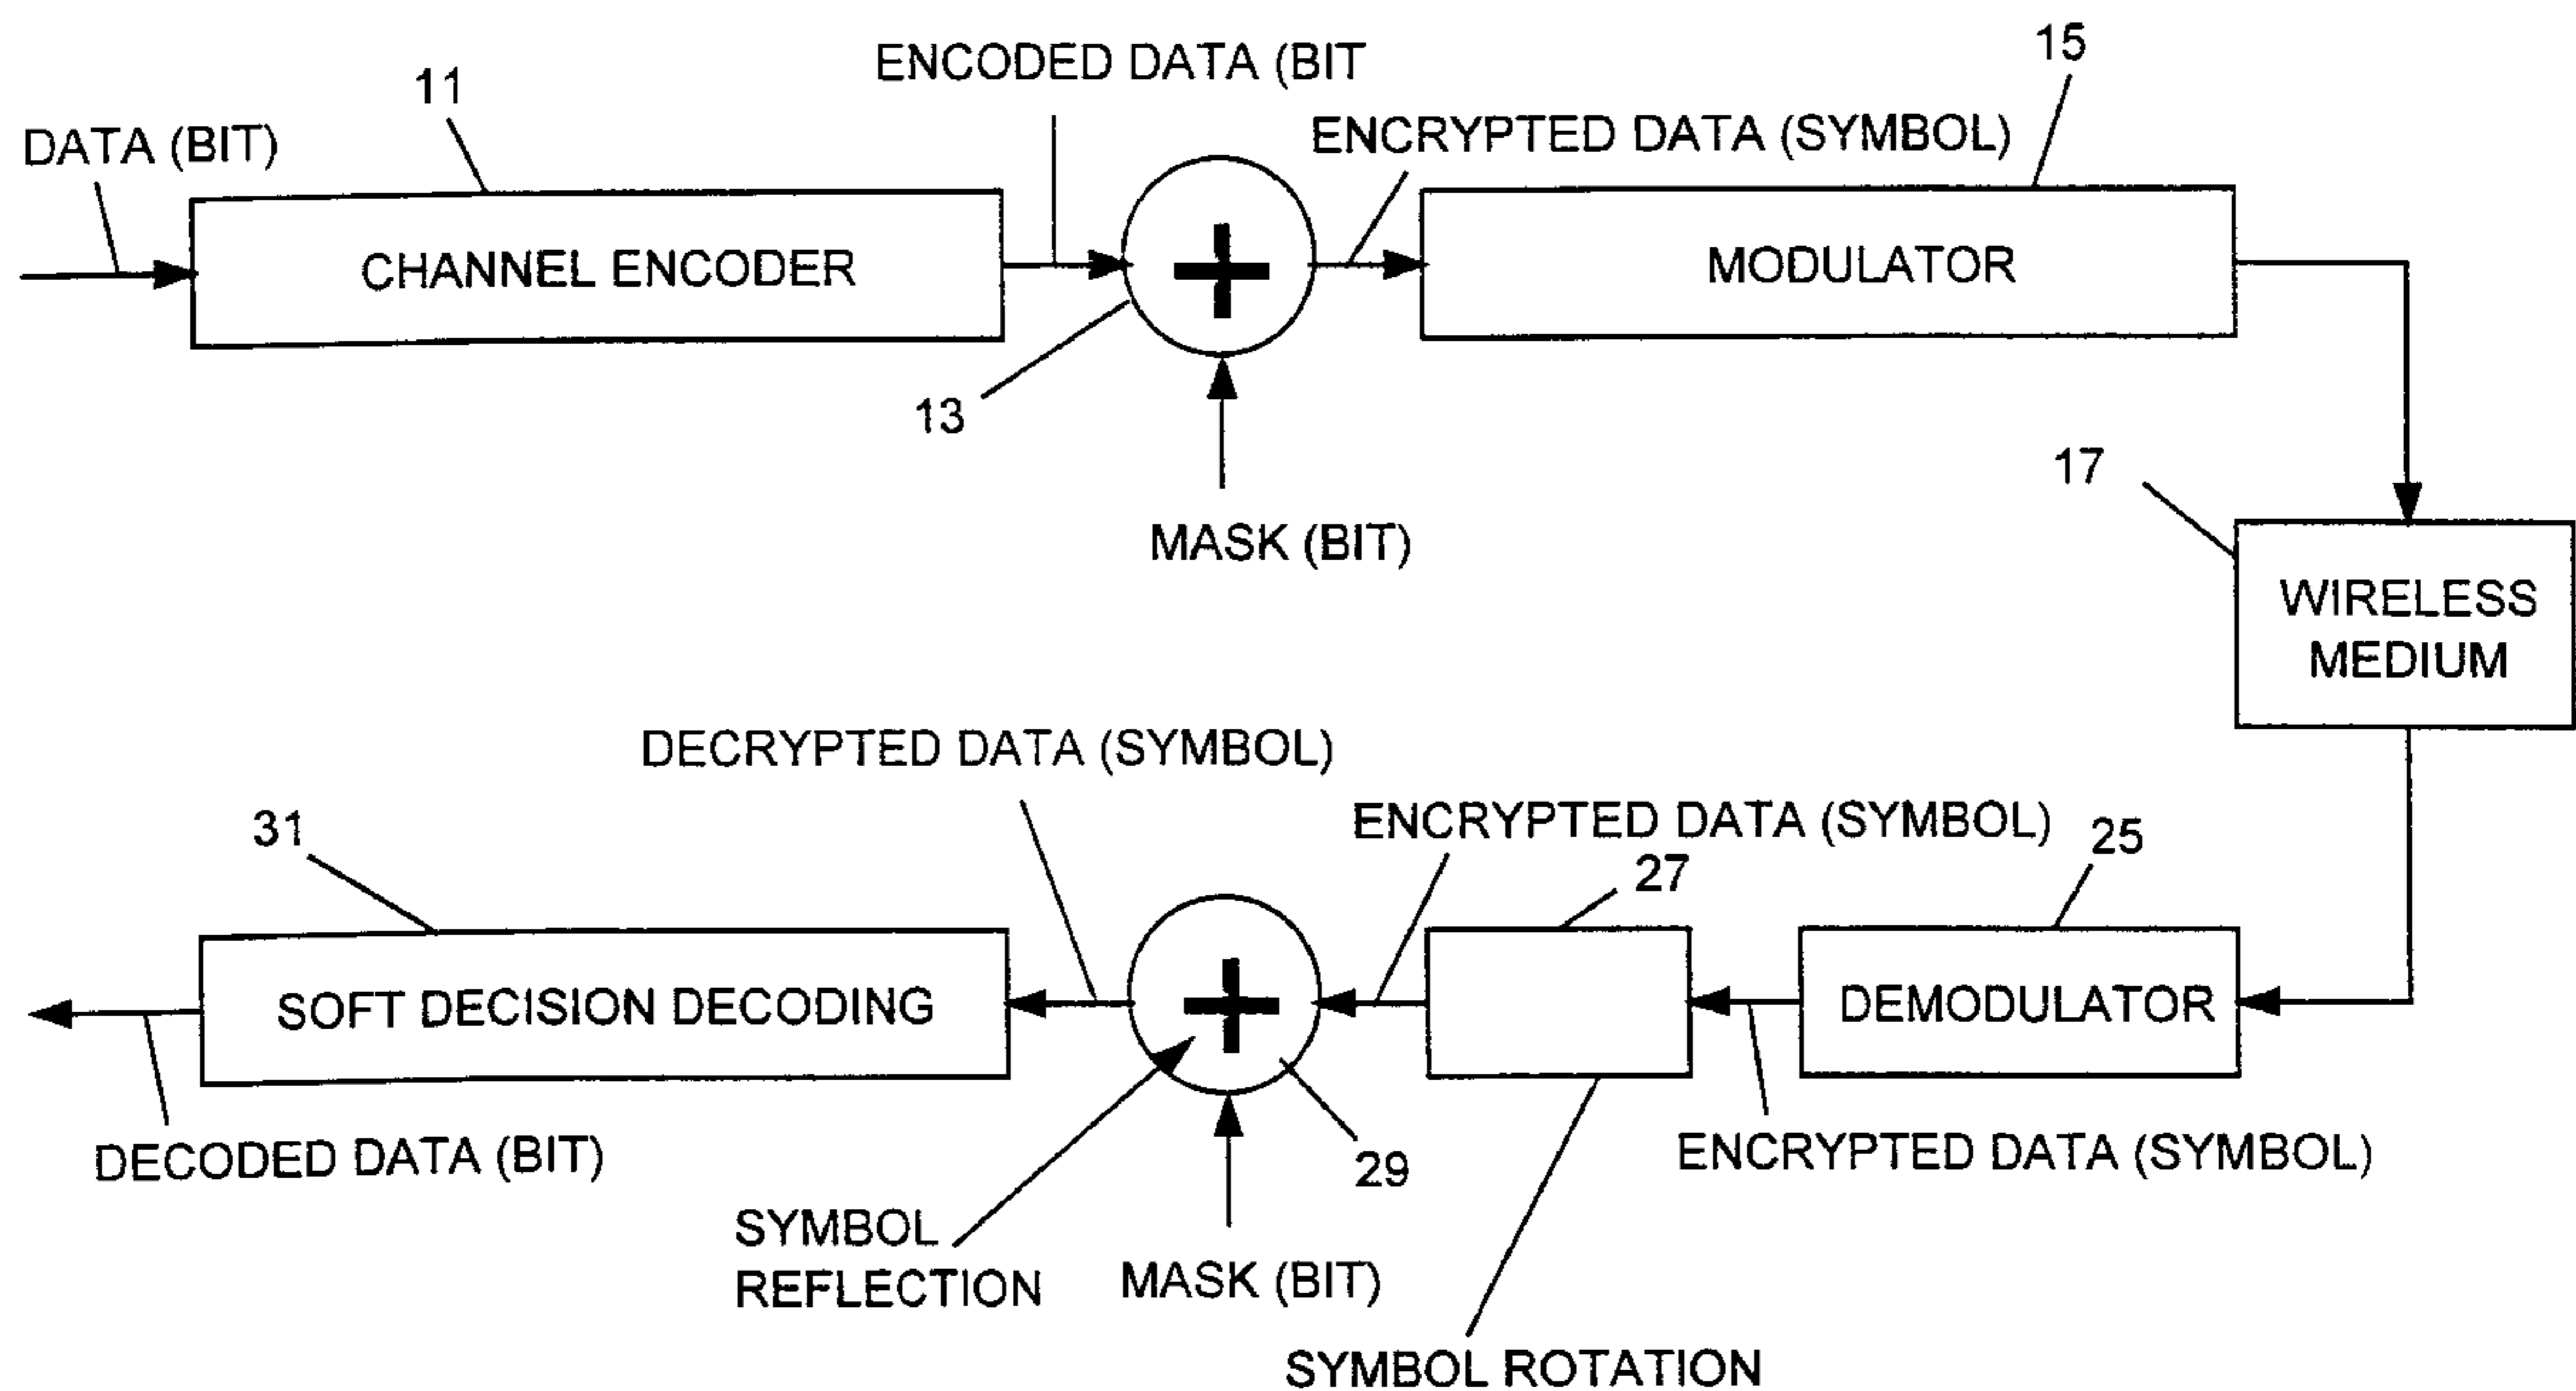 15
ENCODED DATA (BIT
11
ENCRYPTED DATA (SYMBOL)
DATA (BIT)
CHANNEL ENCODER
MODULATOR
13
17
MASK (BIT)
WIRELESS
MEDIUM
DECRYPTED DATA (SYMBOL)
31
ENCRYPTED DATA (SYMBOL)
25
27
SOFT DECISION DECODING
DEMODULATOR
DECODED DATA (BIT)
29
ENCRYPTED DATA (SYMBOL)
SYMBOL
REFLECTION
MASK (BIT)
SYMBOL ROTATION